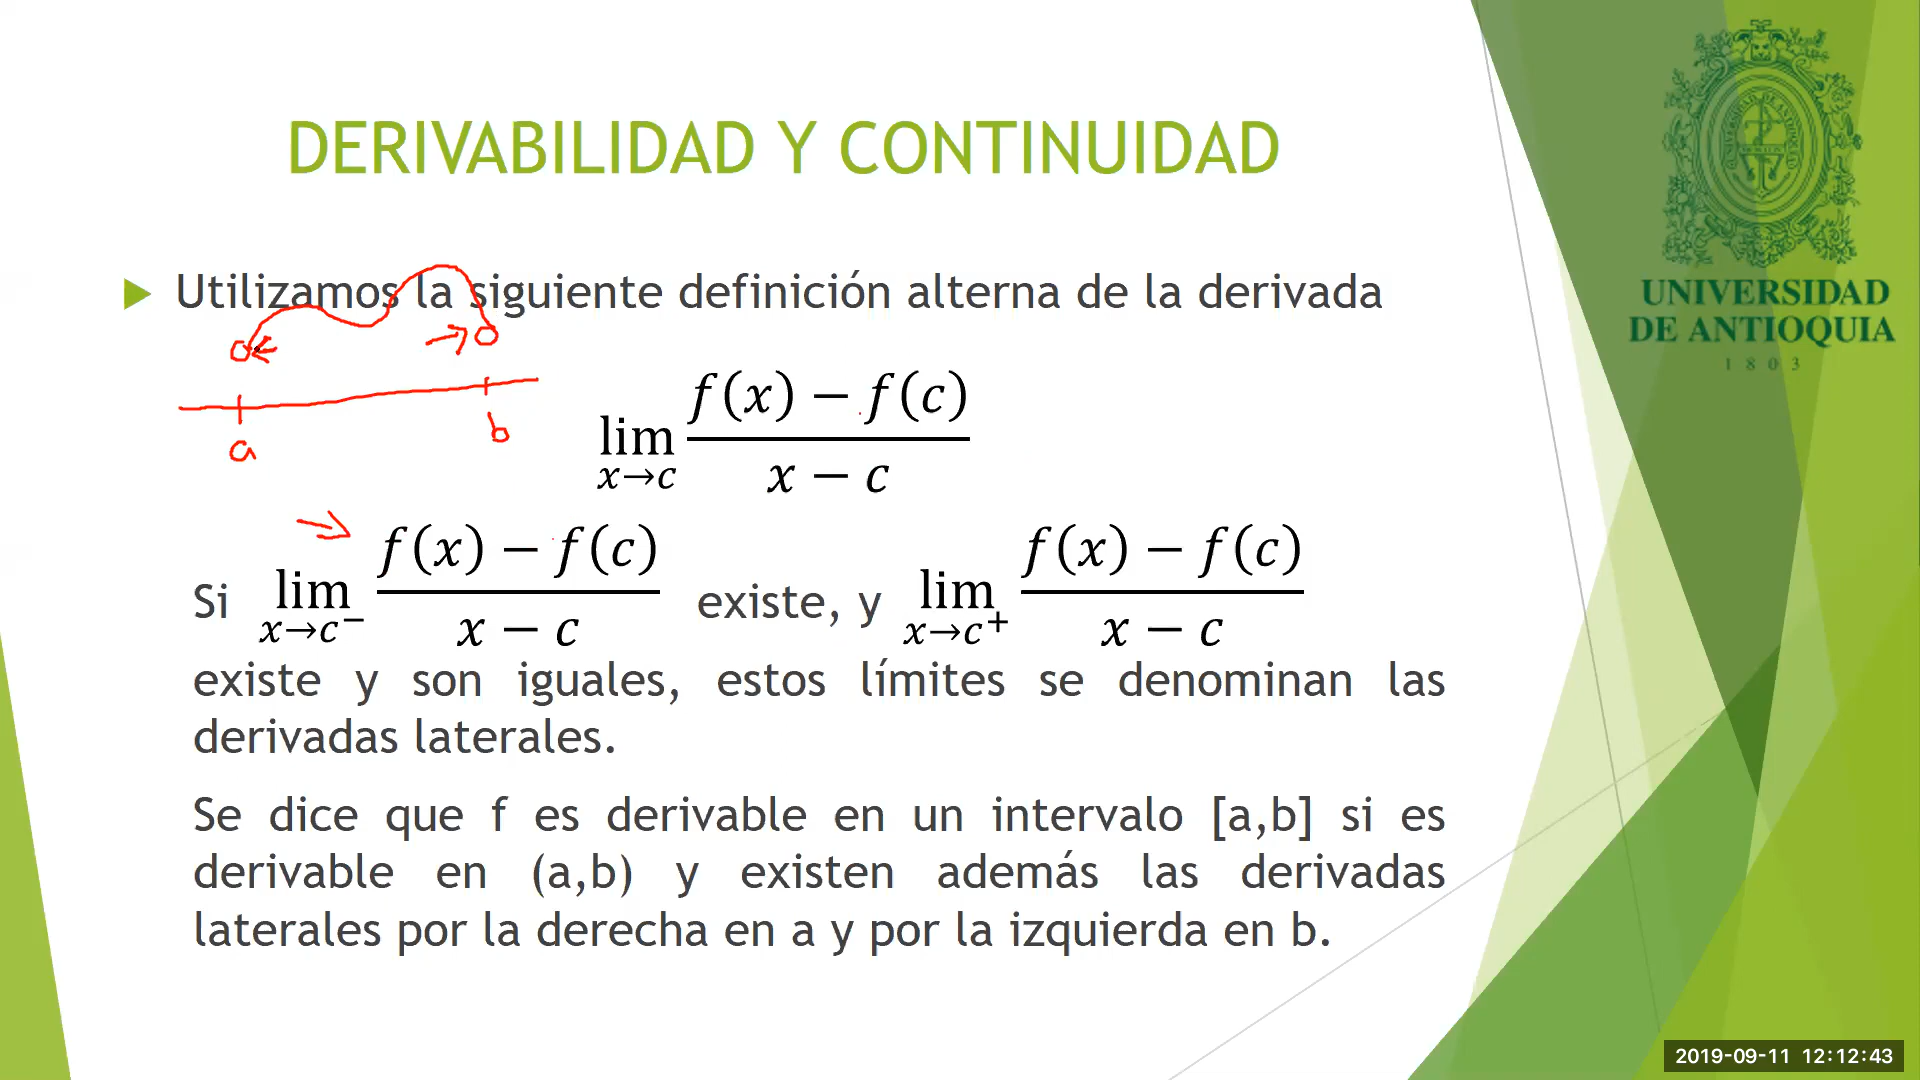 DERIVABILIDAD Y CONTINUIDAD
UNIVERSIDAD
DE ANTIOQUIA
1803
Utilizamos la siguiente definición alterna de la derivada
a
b
lim x→c (f(x) − f(c))/(x − c)
Si lim x→c⁻ (f(x) − f(c))/(x − c) existe, y lim x→c⁺ (f(x) − f(c))/(x − c)
existe y son iguales, estos límites se denominan las
derivadas laterales.
Se dice que f es derivable en un intervalo [a,b] si es
derivable en (a,b) y existen además las derivadas
laterales por la derecha en a y por la izquierda en b.
2019-09-11 12:12:43